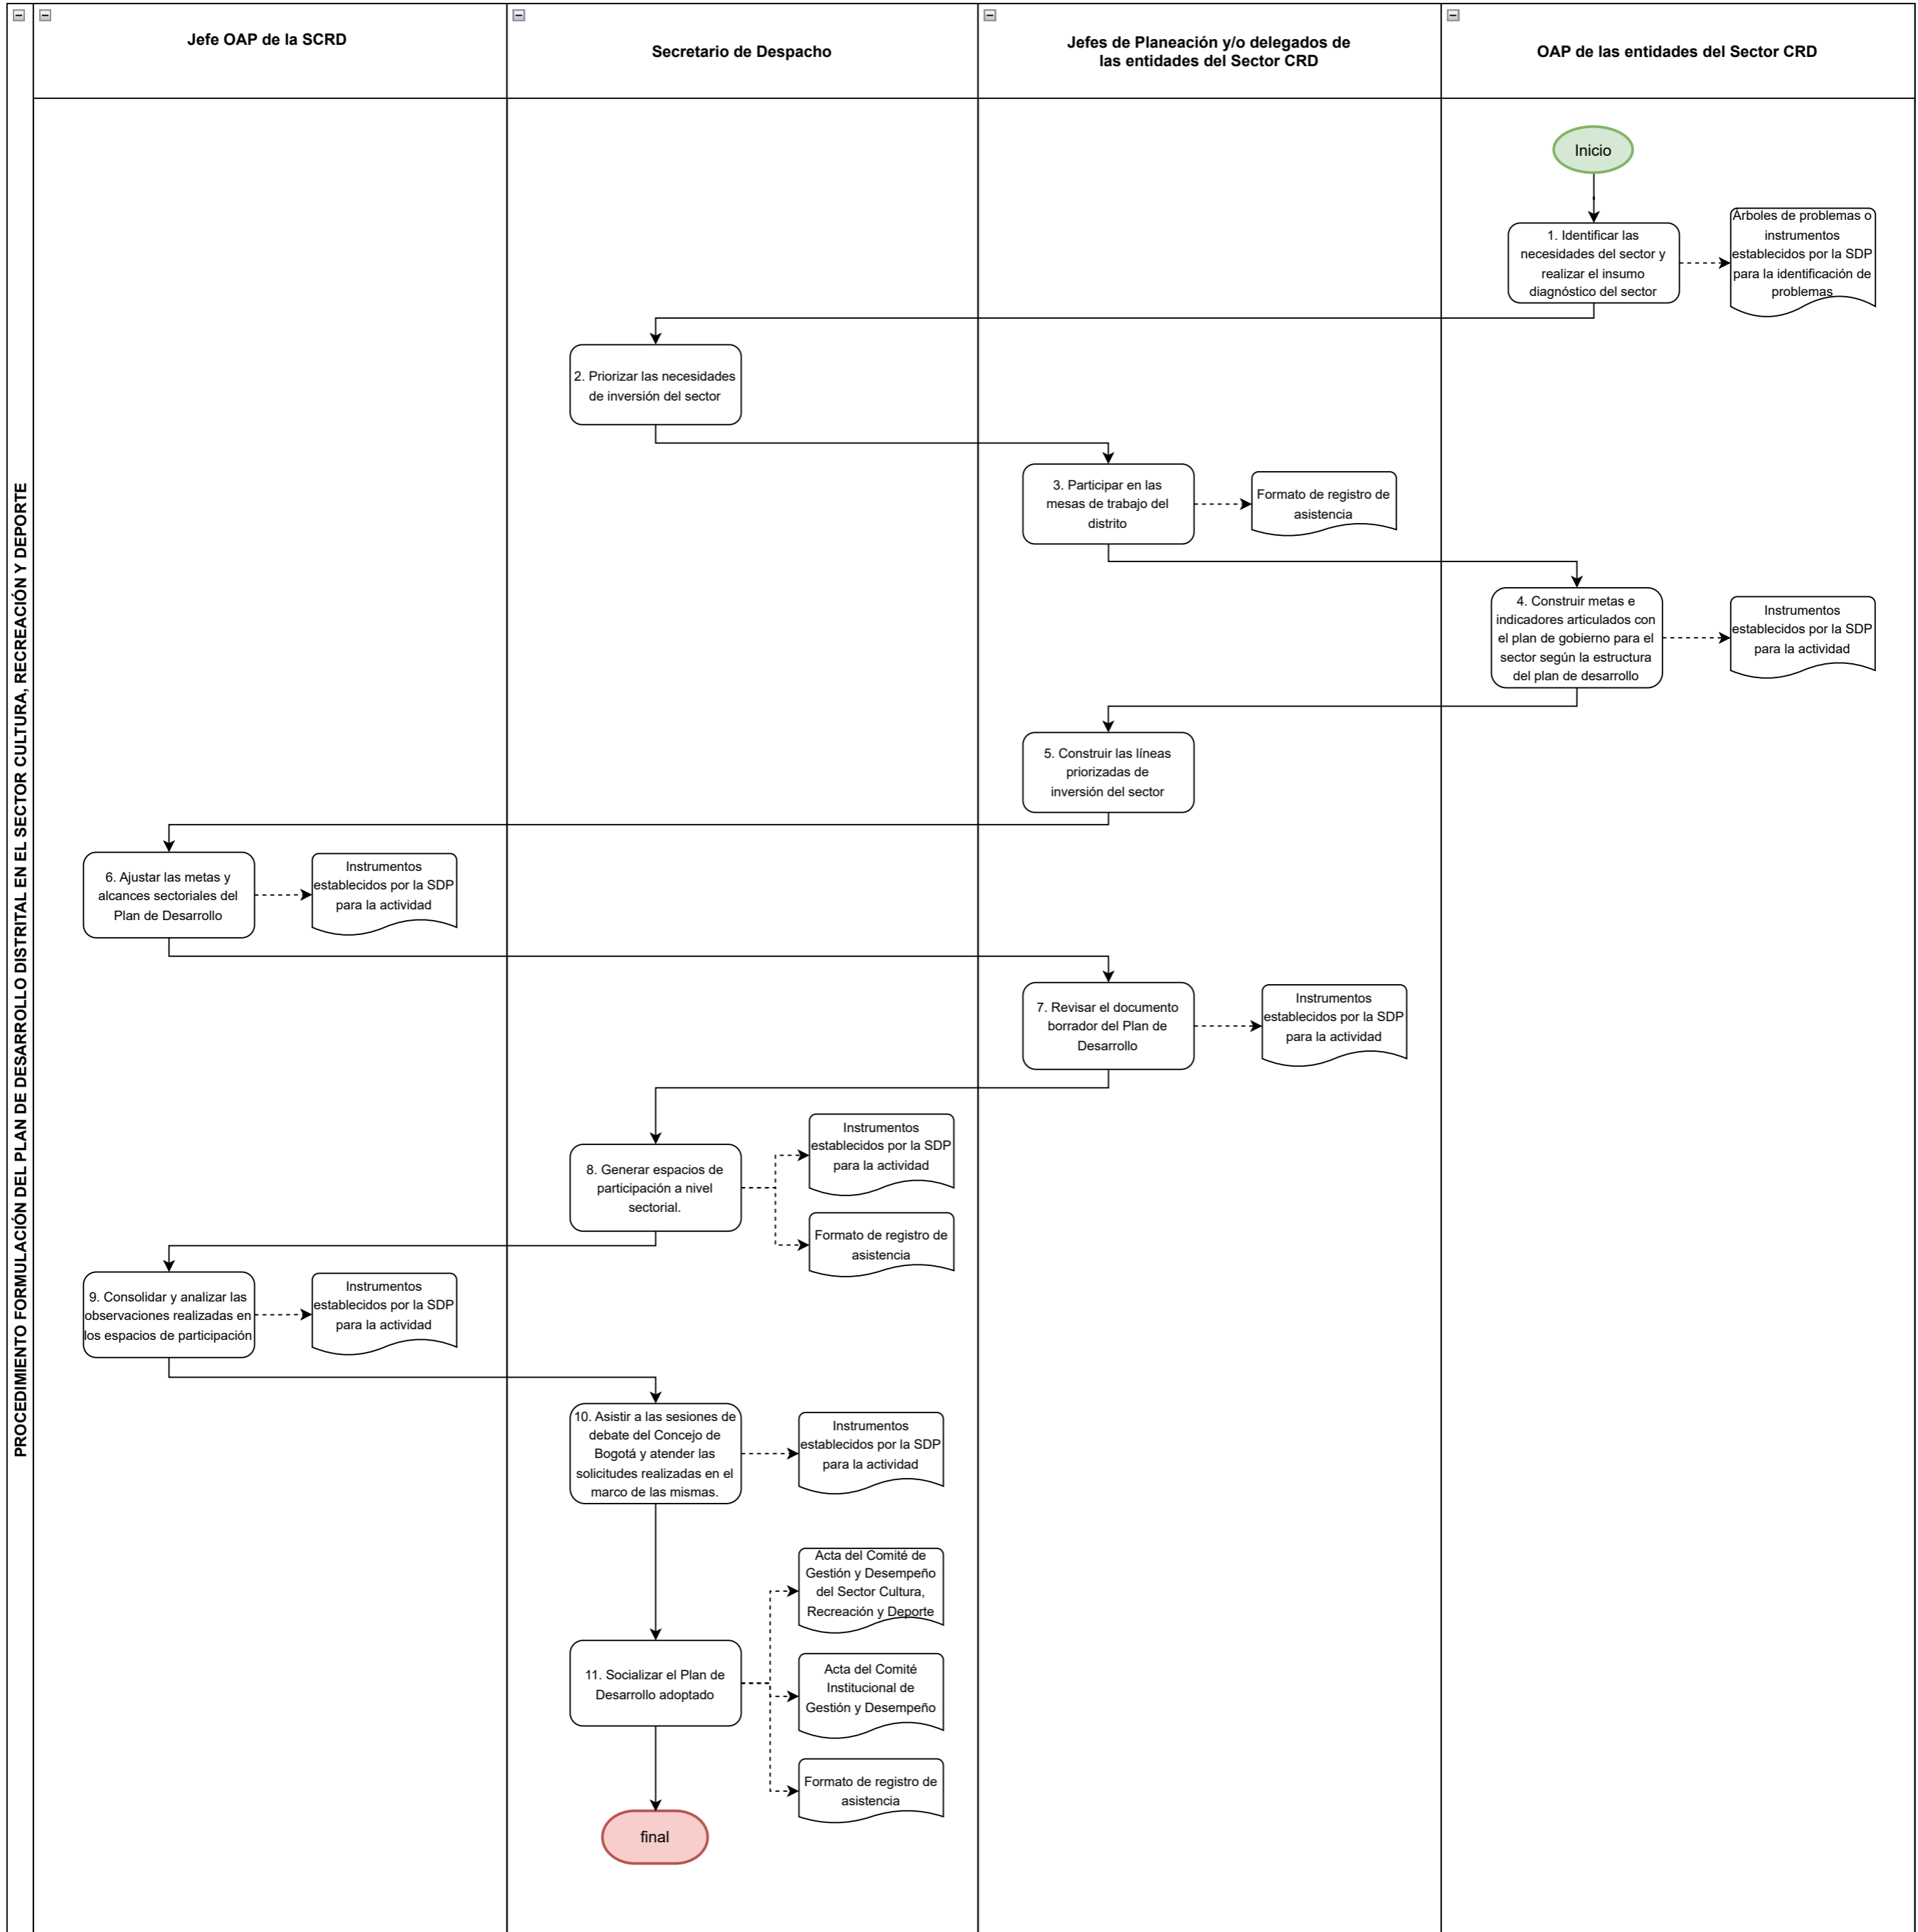 PROCEDIMIENTO FORMULACIÓN DEL PLAN DE DESARROLLO DISTRITAL EN EL SECTOR CULTURA, RECREACIÓN Y DEPORTE
Jefe OAP de la SCRD
Secretario de Despacho
Jefes de Planeación y/o delegados de
las entidades del Sector CRD
OAP de las entidades del Sector CRD
Inicio
1. Identificar las
necesidades del sector y
realizar el insumo
diagnóstico del sector
Árboles de problemas o
instrumentos
establecidos por la SDP
para la identificación de
problemas
2. Priorizar las necesidades
de inversión del sector
3. Participar en las
mesas de trabajo del
distrito
Formato de registro de
asistencia
4. Construir metas e
indicadores articulados con
el plan de gobierno para el
sector según la estructura
del plan de desarrollo
Instrumentos
establecidos por la SDP
para la actividad
5. Construir las líneas
priorizadas de
inversión del sector
6. Ajustar las metas y
alcances sectoriales del
Plan de Desarrollo
Instrumentos
establecidos por la SDP
para la actividad
7. Revisar el documento
borrador del Plan de
Desarrollo
Instrumentos
establecidos por la SDP
para la actividad
8. Generar espacios de
participación a nivel
sectorial.
Instrumentos
establecidos por la SDP
para la actividad
Formato de registro de
asistencia
9. Consolidar y analizar las
observaciones realizadas en
los espacios de participación
Instrumentos
establecidos por la SDP
para la actividad
10. Asistir a las sesiones de
debate del Concejo de
Bogotá y atender las
solicitudes realizadas en el
marco de las mismas.
Instrumentos
establecidos por la SDP
para la actividad
11. Socializar el Plan de
Desarrollo adoptado
Acta del Comité de
Gestión y Desempeño
del Sector Cultura,
Recreación y Deporte
Acta del Comité
Institucional de
Gestión y Desempeño
Formato de registro de
asistencia
final